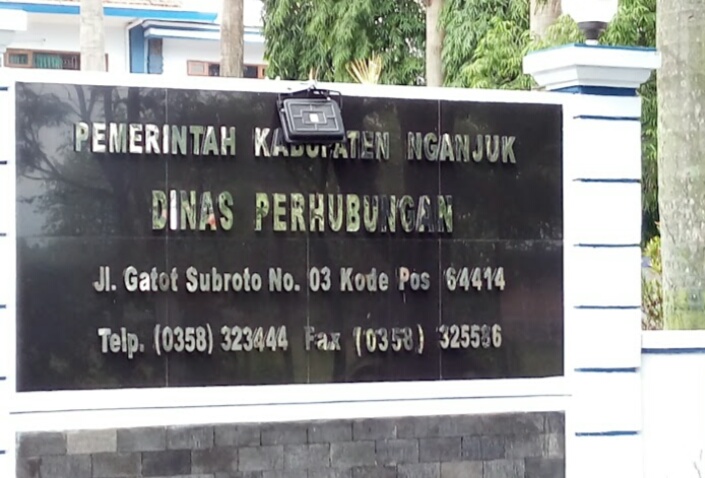 PEMERINTAH KABUPATEN NGANJUK
DINAS PERHUBUNGAN
Jl. Gatot Subroto No. 03 Kode Pos 64414
Telp. (0358) 323444 Fax (0358) 325586